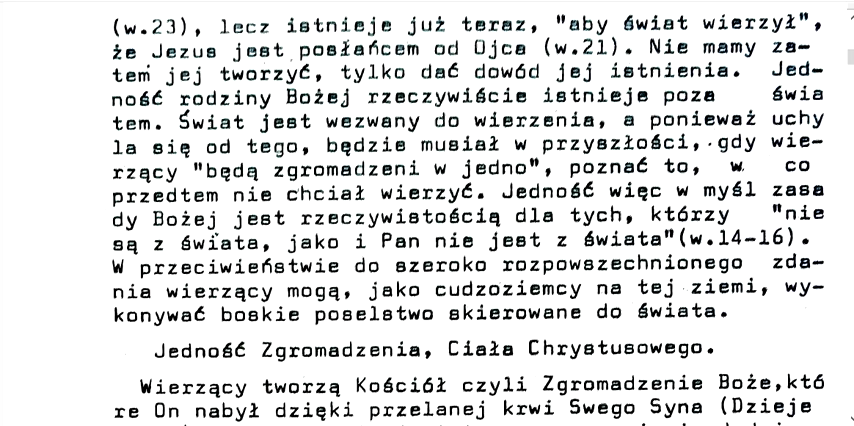 (w.23), lecz istnieje już teraz, "aby świat wierzył",
że Jezus jest posłańcem od Ojca (w.21). Nie mamy za-
tem jej tworzyć, tylko dać dowód jej istnienia. Jed-
ność rodziny Bożej rzeczywiście istnieje poza świa
tem. Świat jest wezwany do wierzenia, a ponieważ uchy
la się od tego, będzie musiał w przyszłości, gdy wie-
rzący "będą zgromadzeni w jedno", poznać to, w co
przedtem nie chciał wierzyć. Jedność więc w myśl zasa
dy Bożej jest rzeczywistością dla tych, którzy "nie
są z świata, jako i Pan nie jest z świata"(w.14-16).
W przeciwieństwie do szeroko rozpowszechnionego zda-
nia wierzący mogą, jako cudzoziemcy na tej ziemi, wy-
konywać boskie poselstwo skierowane do świata.
Jedność Zgromadzenia, Ciała Chrystusowego.
Wierzący tworzą Kościół czyli Zgromadzenie Boże,któ
re On nabył dzięki przelanej krwi Swego Syna (Dzieje